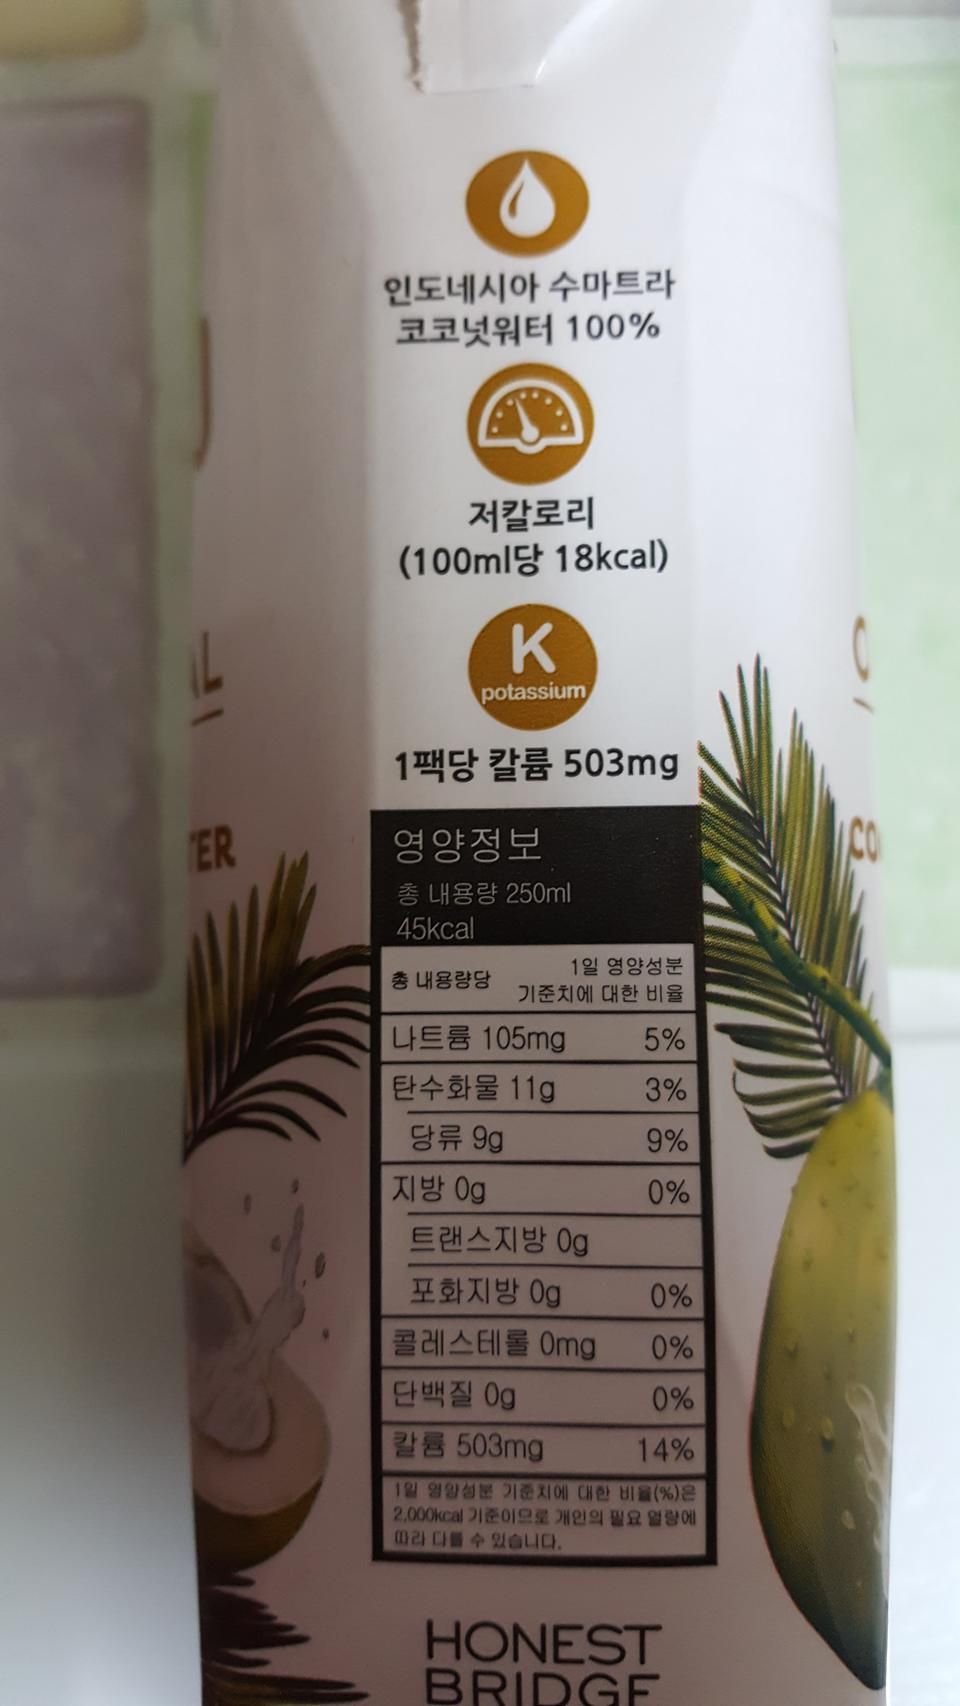 인도네시아 수마트라
코코넛워터 100%
저칼로리
(100ml당 18kcal)
K
potassium
1팩당 칼륨 503mg
영양정보
총 내용량 250ml
45kcal
총 내용량당
1일 영양성분
기준치에 대한 비율
나트륨 105mg 5%
탄수화물 11g 3%
당류 9g 9%
지방 0g 0%
트랜스지방 0g
포화지방 0g 0%
콜레스테롤 0mg 0%
단백질 0g 0%
칼륨 503mg 14%
1일 영양성분 기준치에 대한 비율(%)은
2,000kcal 기준이므로 개인의 필요 열량에
따라 다를 수 있습니다.
HONEST
BRIDGE